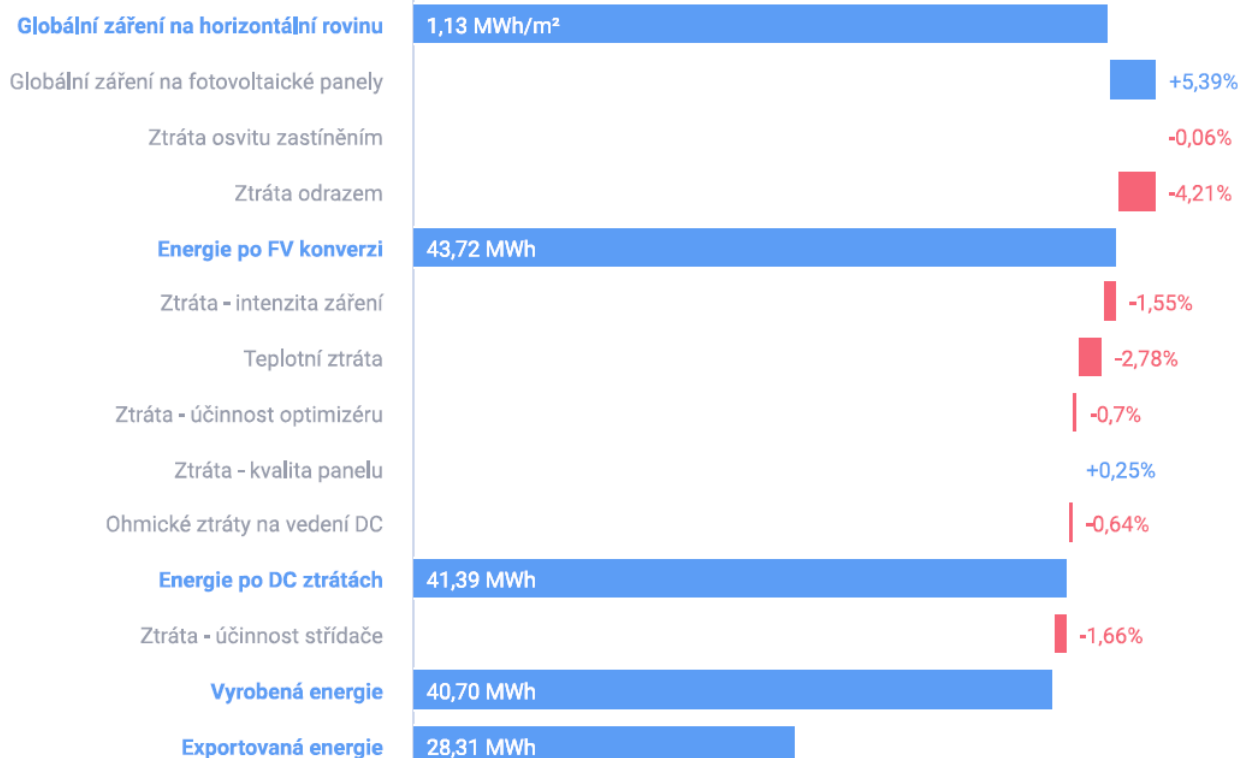 Globální záření na horizontální rovinu 1,13 MWh/m²
Globální záření na fotovoltaické panely +5,39%
Ztráta osvitu zastíněním -0,06%
Ztráta odrazem -4,21%
Energie po FV konverzi 43,72 MWh
Ztráta - intenzita záření -1,55%
Teplotní ztráta -2,78%
Ztráta - účinnost optimizéru -0,7%
Ztráta - kvalita panelu +0,25%
Ohmické ztráty na vedení DC -0,64%
Energie po DC ztrátách 41,39 MWh
Ztráta - účinnost střídače -1,66%
Vyrobená energie 40,70 MWh
Exportovaná energie 28,31 MWh